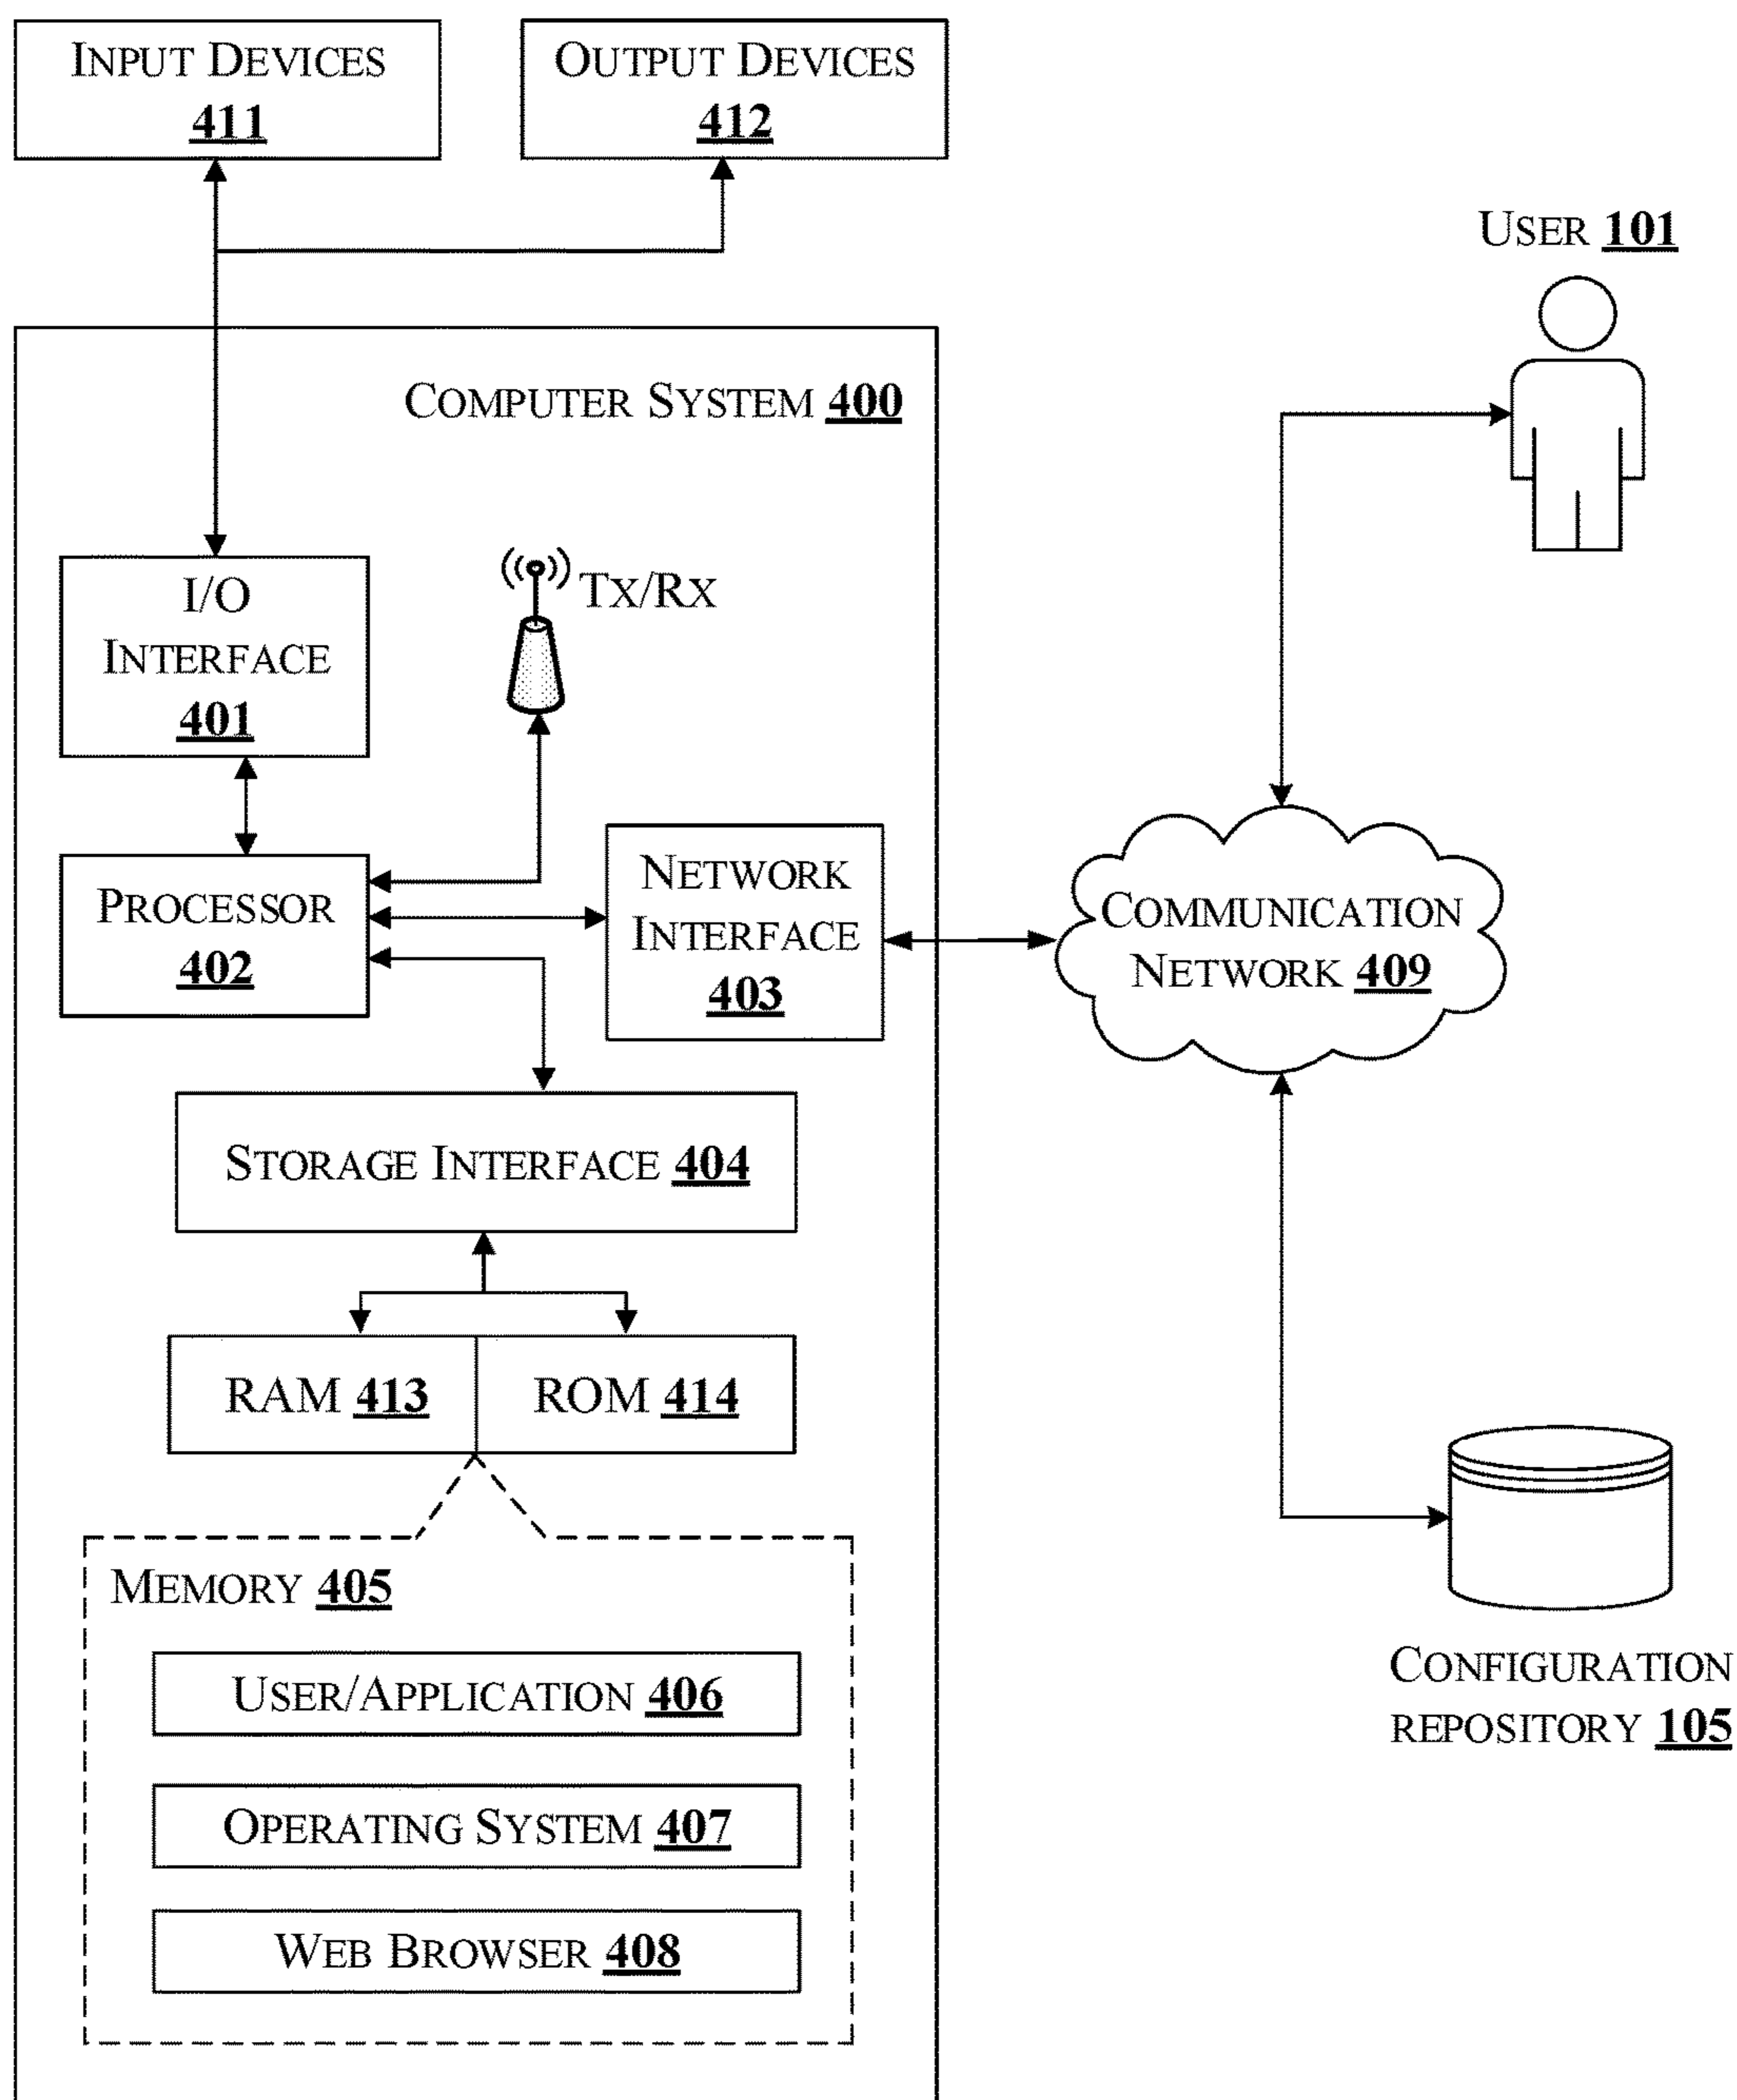 INPUT DEVICES
411
OUTPUT DEVICES
412
USER 101
COMPUTER SYSTEM 400
I/O
INTERFACE
401
TX/RX
PROCESSOR
402
NETWORK
INTERFACE
403
COMMUNICATION
NETWORK 409
STORAGE INTERFACE 404
RAM 413
ROM 414
MEMORY 405
USER/APPLICATION 406
OPERATING SYSTEM 407
WEB BROWSER 408
CONFIGURATION
REPOSITORY 105